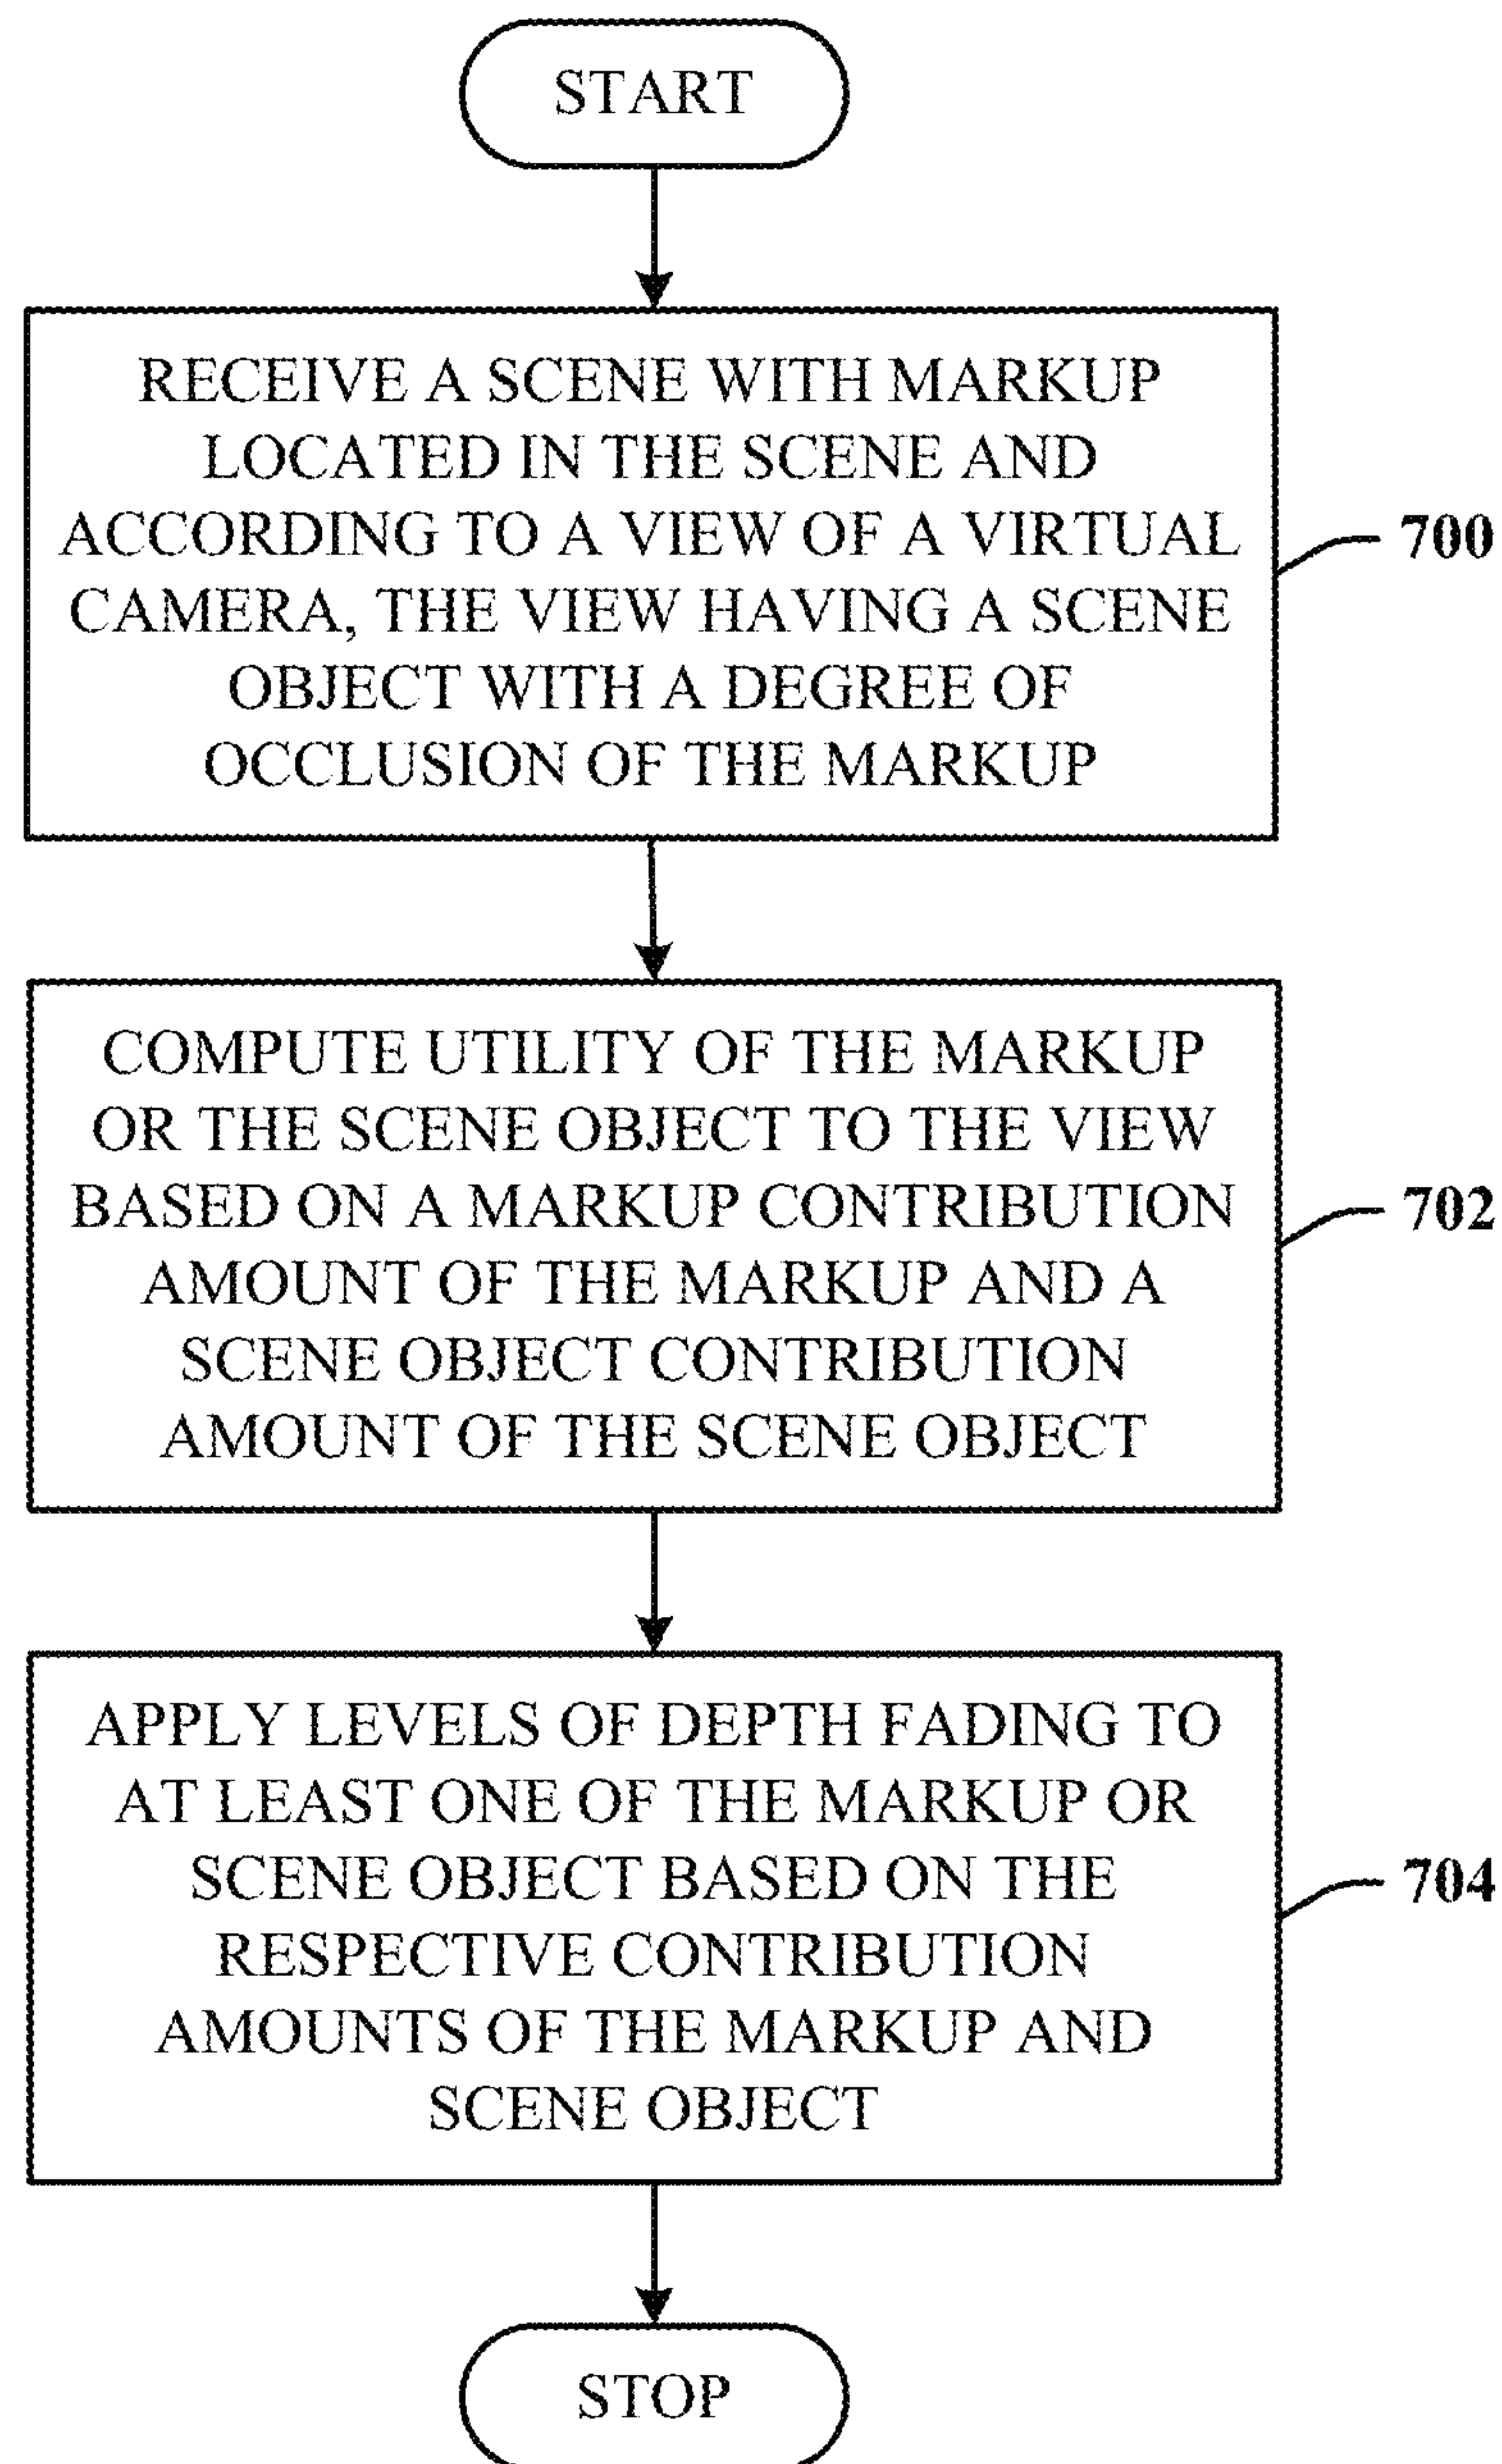 START
RECEIVE A SCENE WITH MARKUP
LOCATED IN THE SCENE AND
ACCORDING TO A VIEW OF A VIRTUAL
CAMERA, THE VIEW HAVING A SCENE
OBJECT WITH A DEGREE OF
OCCLUSION OF THE MARKUP
700
COMPUTE UTILITY OF THE MARKUP
OR THE SCENE OBJECT TO THE VIEW
BASED ON A MARKUP CONTRIBUTION
AMOUNT OF THE MARKUP AND A
SCENE OBJECT CONTRIBUTION
AMOUNT OF THE SCENE OBJECT
702
APPLY LEVELS OF DEPTH FADING TO
AT LEAST ONE OF THE MARKUP OR
SCENE OBJECT BASED ON THE
RESPECTIVE CONTRIBUTION
AMOUNTS OF THE MARKUP AND
SCENE OBJECT
704
STOP